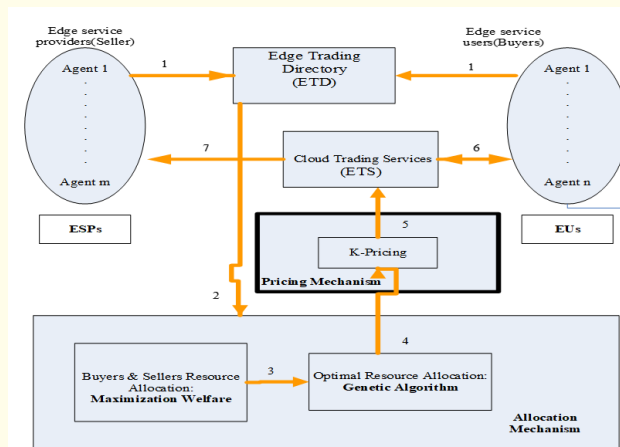 Edge service
providers(Seller)
Edge service
users(Buyers)
Agent 1
1
Edge Trading
Directory
(ETD)
1
Agent 1
7
Cloud Trading Services
(ETS)
6
Agent m
Agent n
ESPs
5
EUs
K-Pricing
Pricing Mechanism
2
4
Buyers & Sellers Resource
Allocation:
Maximization Welfare
3
Optimal Resource Allocation:
Genetic Algorithm
Allocation
Mechanism